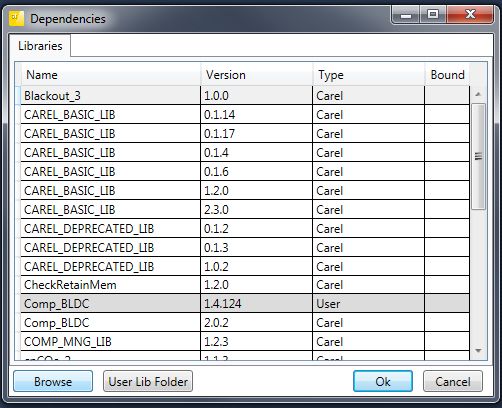 Dependencies
Libraries
Name Version Type Bound
Blackout_3 1.0.0 Carel
CAREL_BASIC_LIB 0.1.14 Carel
CAREL_BASIC_LIB 0.1.17 Carel
CAREL_BASIC_LIB 0.1.4 Carel
CAREL_BASIC_LIB 0.1.6 Carel
CAREL_BASIC_LIB 1.2.0 Carel
CAREL_BASIC_LIB 2.3.0 Carel
CAREL_DEPRECATED_LIB 0.1.2 Carel
CAREL_DEPRECATED_LIB 0.1.3 Carel
CAREL_DEPRECATED_LIB 1.0.2 Carel
CheckRetainMem 1.2.0 Carel
Comp_BLDC 1.4.124 User
Comp_BLDC 2.0.2 Carel
COMP_MNG_LIB 1.2.3 Carel
Carel
Browse User Lib Folder Ok Cancel